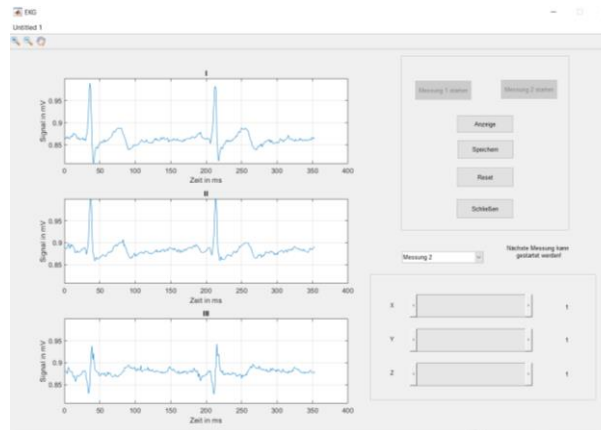 EKG
Untitled 1
I
Signal in mV
0.95
0.9
0.85
0 50 100 150 200 250 300 350 400
Zeit in ms
II
Signal in mV
0.95
0.9
0.85
0 50 100 150 200 250 300 350 400
Zeit in ms
III
Signal in mV
0.95
0.9
0.85
0 50 100 150 200 250 300 350 400
Zeit in ms
Messung 1 starten Messung 2 starten
Anzeige
Speichern
Reset
Schließen
Messung 2
Nächste Messung kann
gestartet werden!
X 1
Y 1
Z 1